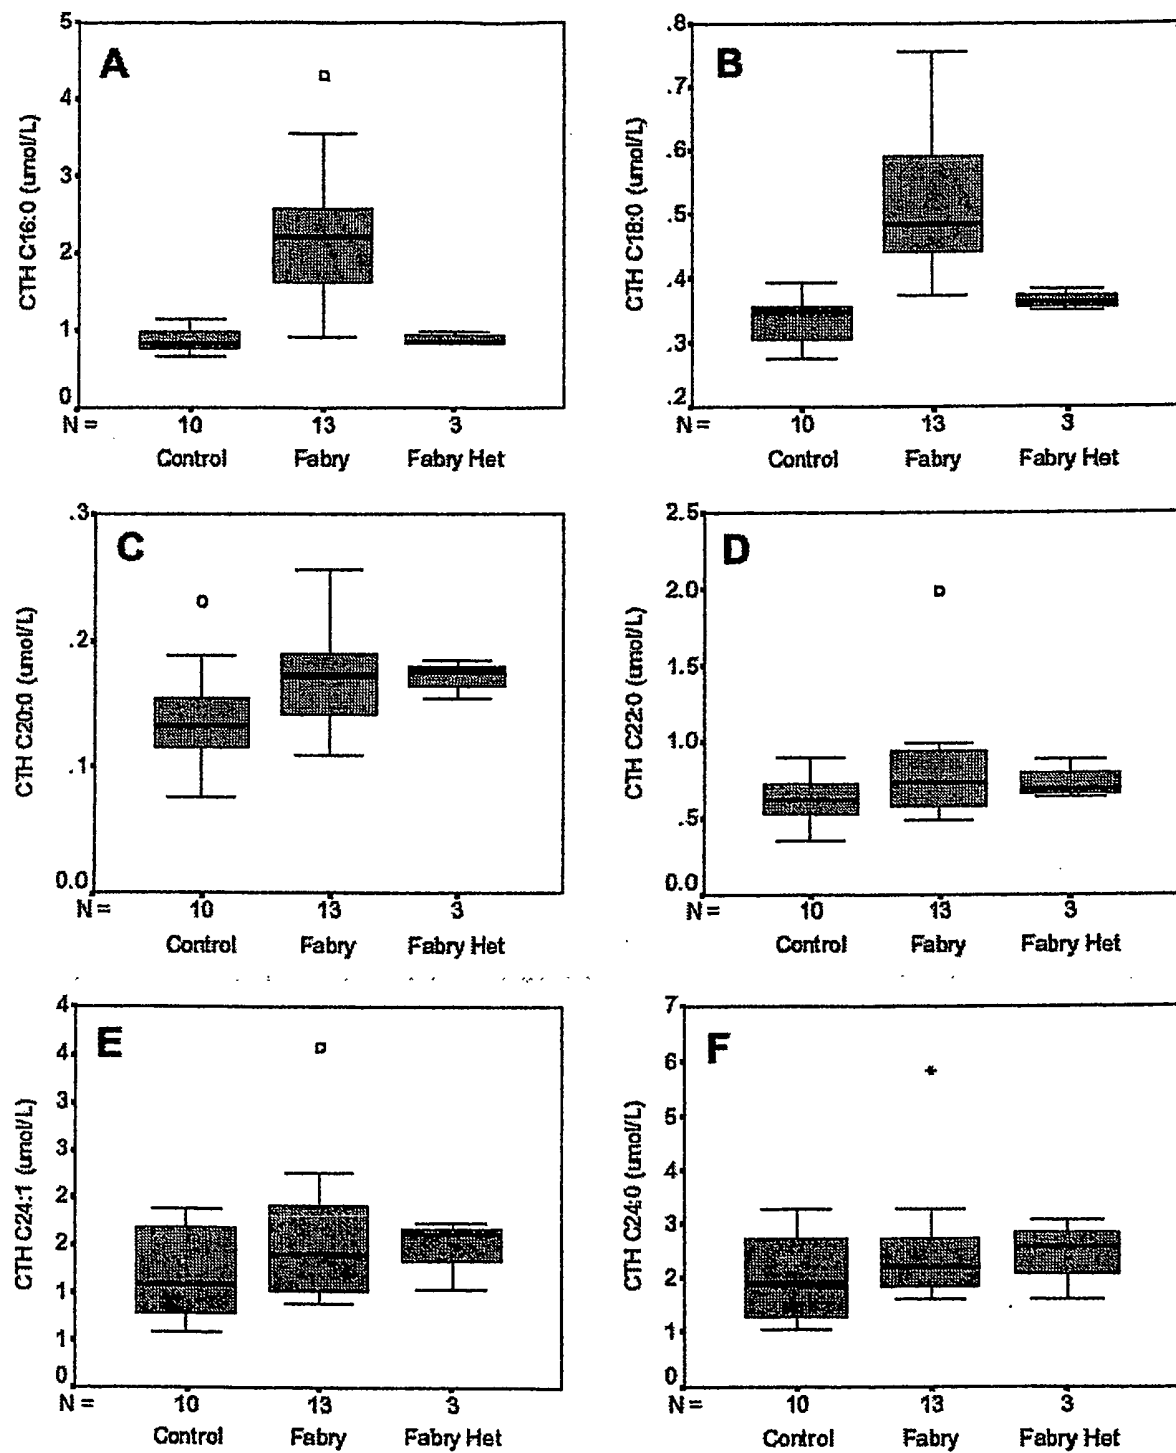 A
CTH C16:0 (umol/L)
5
4
3
2
1
0
N = 10 13 3
Control Fabry Fabry Het
B
CTH C18:0 (umol/L)
.8
.7
.6
.5
.4
.3
.2
N = 10 13 3
Control Fabry Fabry Het
C
CTH C20:0 (umol/L)
.3
.2
.1
0.0
N = 10 13 3
Control Fabry Fabry Het
D
CTH C22:0 (umol/L)
2.5
2.0
1.5
1.0
.5
0.0
N = 10 13 3
Control Fabry Fabry Het
E
CTH C24:1 (umol/L)
4
4
3
3
2
2
1
1
0
N = 10 13 3
Control Fabry Fabry Het
F
CTH C24:0 (umol/L)
7
6
5
4
3
2
1
0
N = 10 13 3
Control Fabry Fabry Het